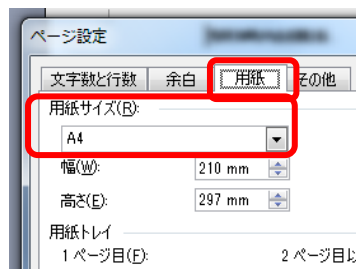 ページ設定
文字数と行数 余白 用紙 その他
用紙サイズ(R):
A4
幅(W): 210 mm
高さ(E): 297 mm
用紙トレイ
1 ページ目(F): 2 ページ目以